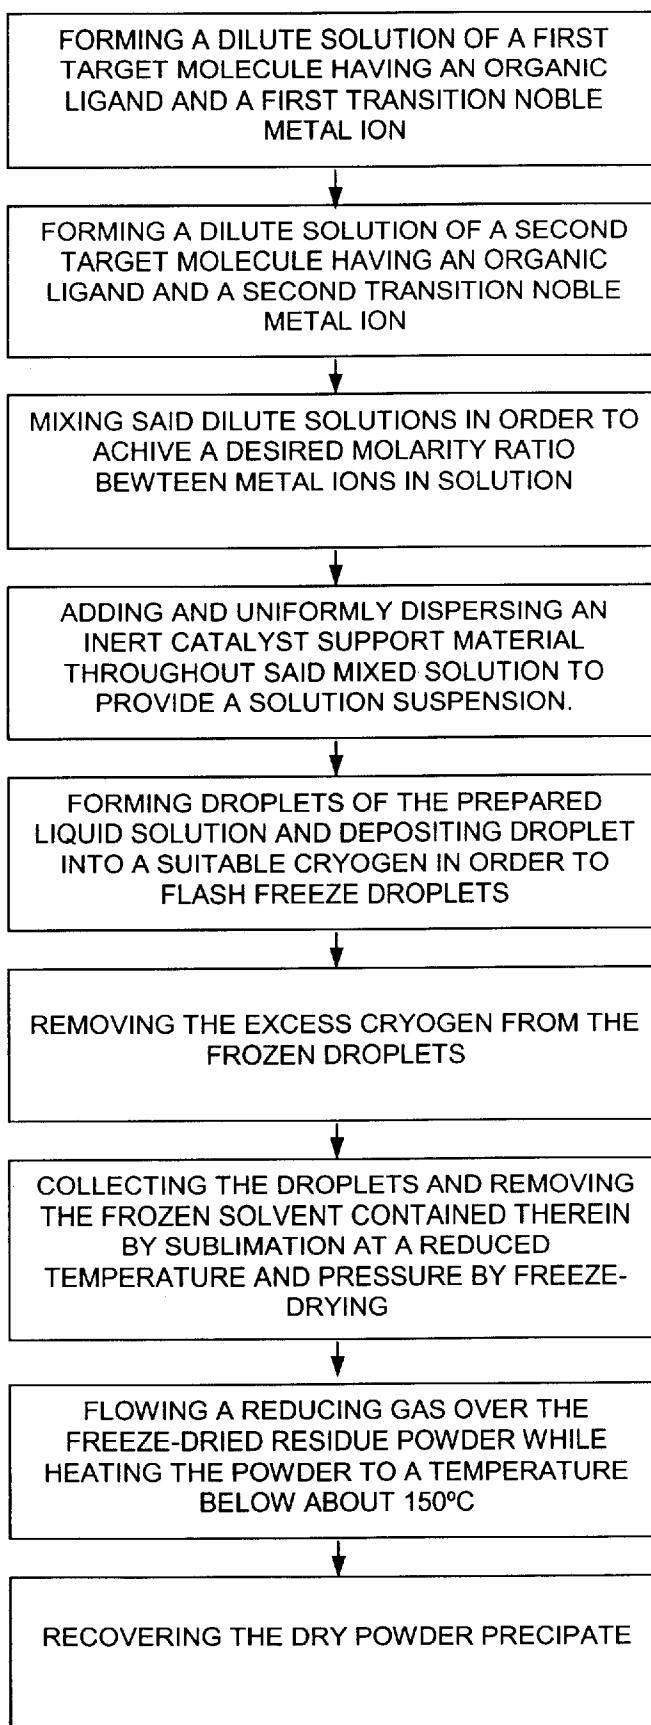 FORMING A DILUTE SOLUTION OF A FIRST
TARGET MOLECULE HAVING AN ORGANIC
LIGAND AND A FIRST TRANSITION NOBLE
METAL ION
FORMING A DILUTE SOLUTION OF A SECOND
TARGET MOLECULE HAVING AN ORGANIC
LIGAND AND A SECOND TRANSITION NOBLE
METAL ION
MIXING SAID DILUTE SOLUTIONS IN ORDER TO
ACHIVE A DESIRED MOLARITY RATIO
BEWTEEN METAL IONS IN SOLUTION
ADDING AND UNIFORMLY DISPERSING AN
INERT CATALYST SUPPORT MATERIAL
THROUGHOUT SAID MIXED SOLUTION TO
PROVIDE A SOLUTION SUSPENSION.
FORMING DROPLETS OF THE PREPARED
LIQUID SOLUTION AND DEPOSITING DROPLET
INTO A SUITABLE CRYOGEN IN ORDER TO
FLASH FREEZE DROPLETS
REMOVING THE EXCESS CRYOGEN FROM THE
FROZEN DROPLETS
COLLECTING THE DROPLETS AND REMOVING
THE FROZEN SOLVENT CONTAINED THEREIN
BY SUBLIMATION AT A REDUCED
TEMPERATURE AND PRESSURE BY FREEZE-
DRYING
FLOWING A REDUCING GAS OVER THE
FREEZE-DRIED RESIDUE POWDER WHILE
HEATING THE POWDER TO A TEMPERATURE
BELOW ABOUT 150ºC
RECOVERING THE DRY POWDER PRECIPATE